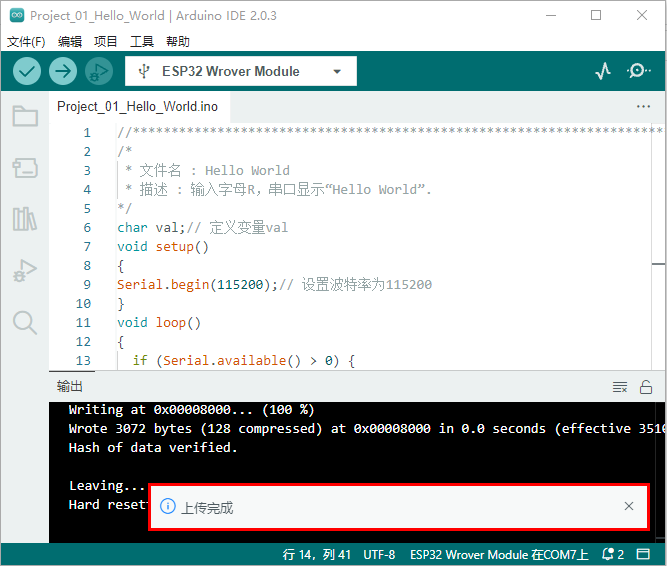 Project_01_Hello_World | Arduino IDE 2.0.3
文件(F) 编辑 项目 工具 帮助
ESP32 Wrover Module
Project_01_Hello_World.ino
1 //**********************************************************************
2 /*
3  * 文件名 : Hello World
4  * 描述 : 输入字母R，串口显示“Hello World”.
5 */
6 char val;// 定义变量val
7 void setup()
8 {
9 Serial.begin(115200);// 设置波特率为115200
10 }
11 void loop()
12 {
13   if (Serial.available() > 0) {
输出
Writing at 0x00008000... (100 %)
Wrote 3072 bytes (128 compressed) at 0x00008000 in 0.0 seconds (effective 3510
Hash of data verified.
Leaving...
Hard reset
上传完成
行 14，列 41 UTF-8 ESP32 Wrover Module 在COM7上 2